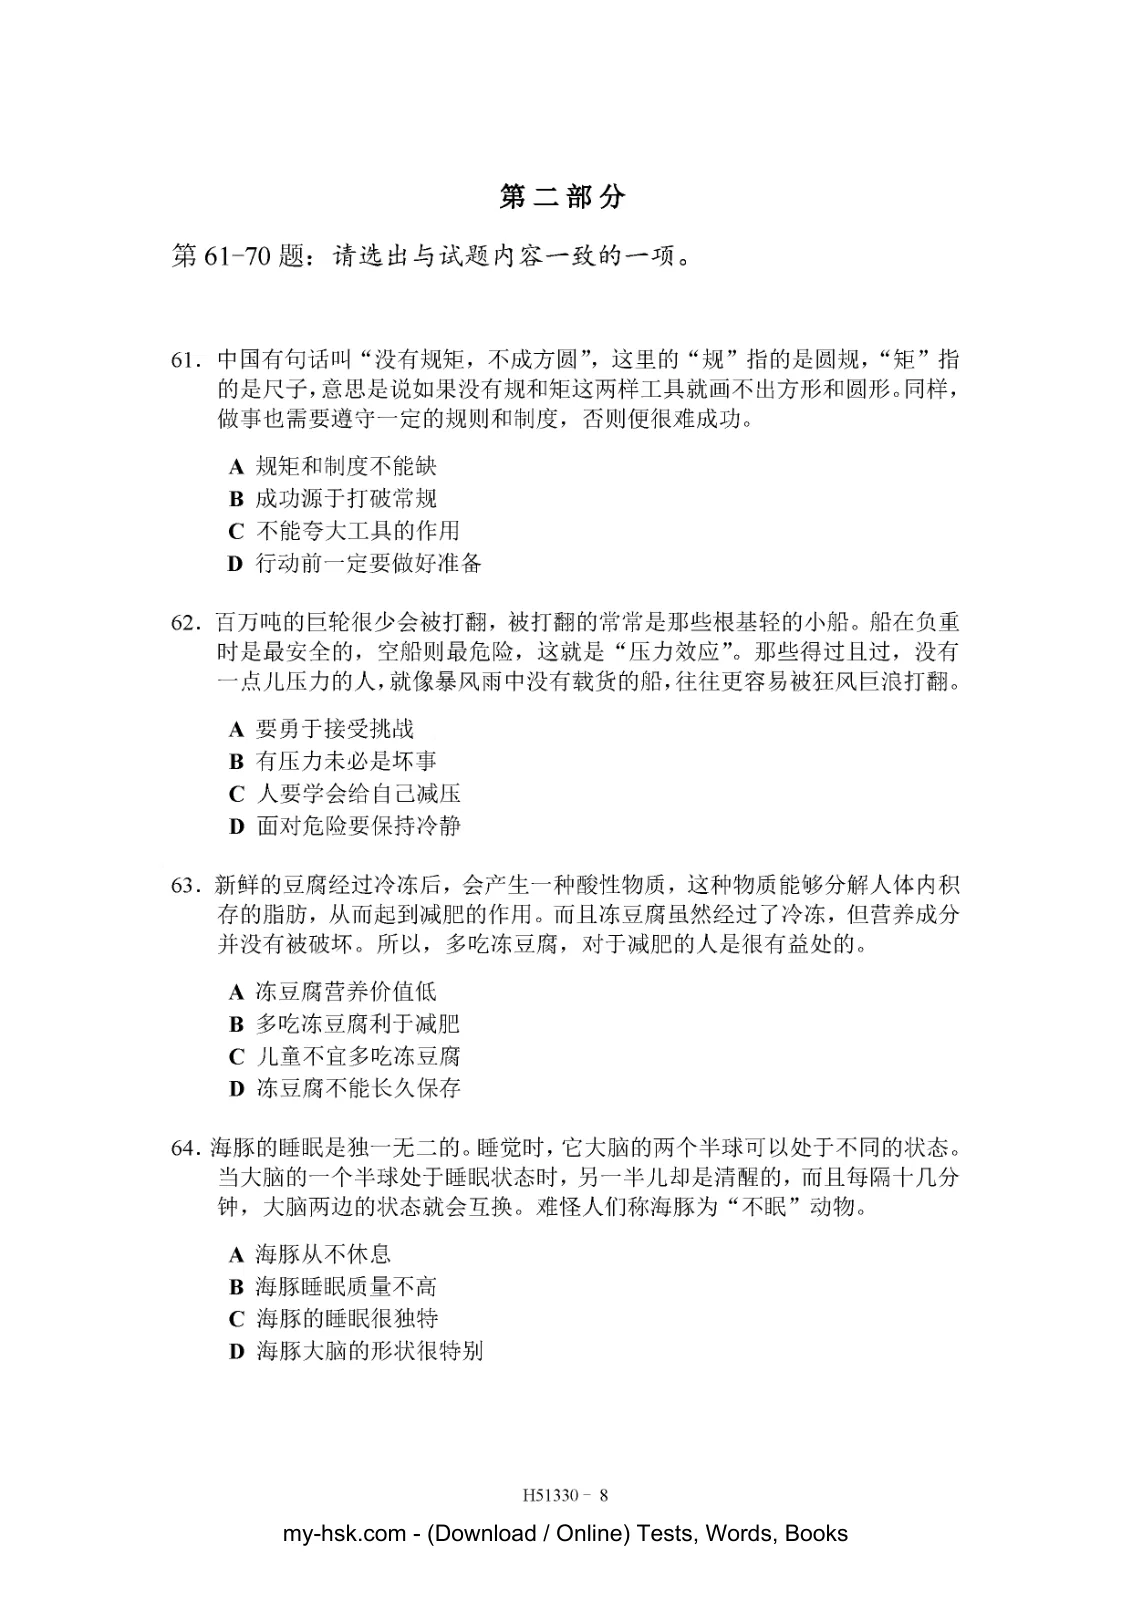 第二部分
第 61-70 题：请选出与试题内容一致的一项。
61．中国有句话叫“没有规矩，不成方圆”，这里的“规”指的是圆规，“矩”指
的是尺子，意思是说如果没有规和矩这两样工具就画不出方形和圆形。同样，
做事也需要遵守一定的规则和制度，否则便很难成功。
A 规矩和制度不能缺
B 成功源于打破常规
C 不能夸大工具的作用
D 行动前一定要做好准备
62．百万吨的巨轮很少会被打翻，被打翻的常常是那些根基轻的小船。船在负重
时是最安全的，空船则最危险，这就是“压力效应”。那些得过且过，没有
一点儿压力的人，就像暴风雨中没有载货的船，往往更容易被狂风巨浪打翻。
A 要勇于接受挑战
B 有压力未必是坏事
C 人要学会给自己减压
D 面对危险要保持冷静
63．新鲜的豆腐经过冷冻后，会产生一种酸性物质，这种物质能够分解人体内积
存的脂肪，从而起到减肥的作用。而且冻豆腐虽然经过了冷冻，但营养成分
并没有被破坏。所以，多吃冻豆腐，对于减肥的人是很有益处的。
A 冻豆腐营养价值低
B 多吃冻豆腐利于减肥
C 儿童不宜多吃冻豆腐
D 冻豆腐不能长久保存
64．海豚的睡眠是独一无二的。睡觉时，它大脑的两个半球可以处于不同的状态。
当大脑的一个半球处于睡眠状态时，另一半儿却是清醒的，而且每隔十几分
钟，大脑两边的状态就会互换。难怪人们称海豚为“不眠”动物。
A 海豚从不休息
B 海豚睡眠质量不高
C 海豚的睡眠很独特
D 海豚大脑的形状很特别
H51330－ 8
my-hsk.com - (Download / Online) Tests, Words, Books